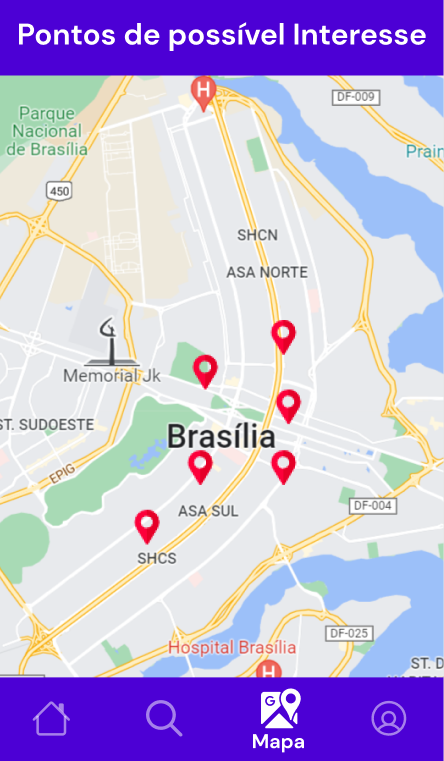 Pontos de possível Interesse
H
DF-009
Parque
Nacional
de Brasília
450
SHCN
ASA NORTE
Memorial Jk
ST. SUDOESTE
Brasília
EPIG
ASA SUL
DF-004
SHCS
DF-025
Hospital Brasília
H
ST. D
G
Mapa